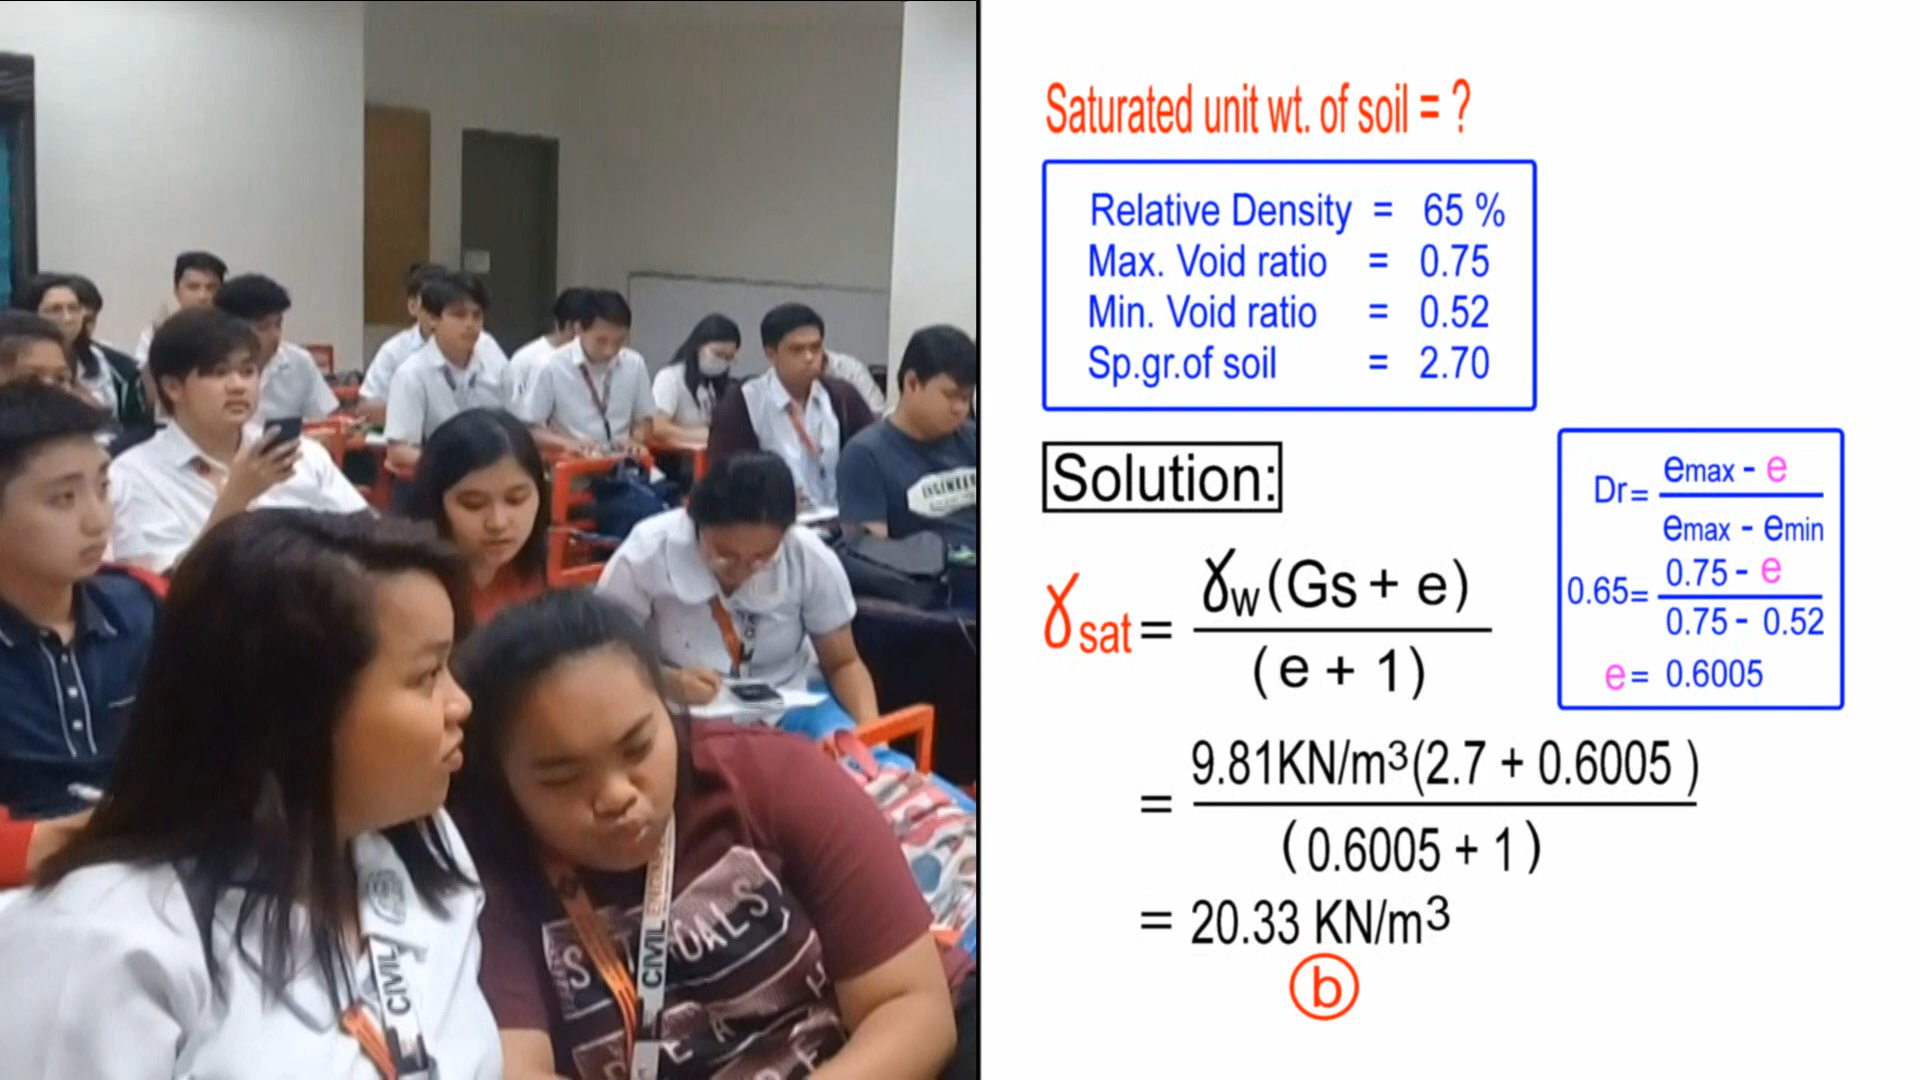 Saturated unit wt. of soil = ?
Relative Density = 65 %
Max. Void ratio = 0.75
Min. Void ratio = 0.52
Sp.gr.of soil = 2.70
Solution:
Dr= emax - e
emax - emin
0.65= 0.75 - e
0.75 - 0.52
e = 0.6005
γsat = γw (Gs + e)
( e + 1 )
= 9.81KN/m³(2.7 + 0.6005 )
( 0.6005 + 1 )
= 20.33 KN/m³
b
CIVIL
CIVIL